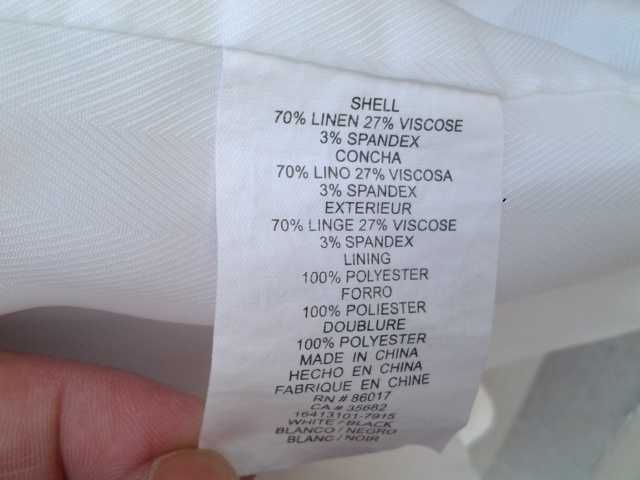 SHELL
70% LINEN 27% VISCOSE
3% SPANDEX
CONCHA
70% LINO 27% VISCOSA
3% SPANDEX
EXTERIEUR
70% LINGE 27% VISCOSE
3% SPANDEX
LINING
100% POLYESTER
FORRO
100% POLIESTER
DOUBLURE
100% POLYESTER
MADE IN CHINA
HECHO EN CHINA
FABRIQUE EN CHINE
RN # 86017
CA # 35682
16413101-7915
WHITE / BLACK
BLANCO / NEGRO
BLANC / NOIR